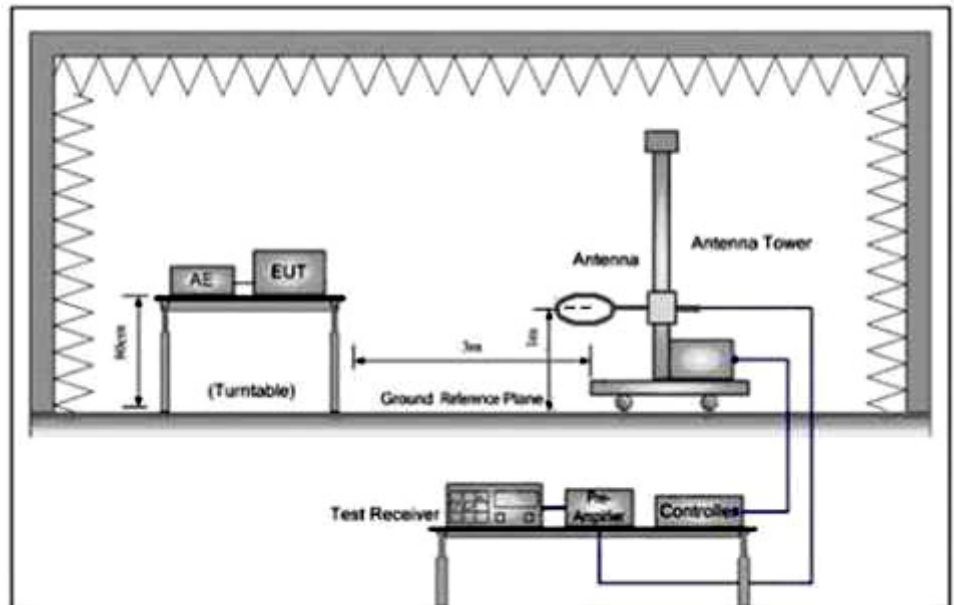 Antenna Tower
Antenna
AE
EUT
80cm
3m
1m
(Turntable)
Ground Reference Plane
Test Receiver
Pre-
Amplifier
Controller